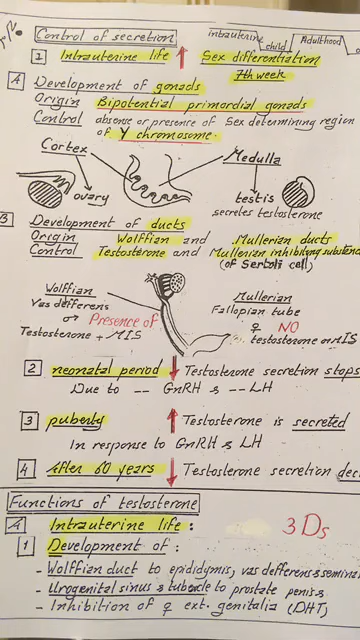 Control of secretion
intrauterine child Adulthood
1 Intrauterine life ↑ Sex differentiation
7th week
A Development of gonads
Origin Bipotential primordial gonads
Control absence or presence of Sex determining region
of Y chromosome.
Cortex Medulla
ovary testis
secretes testosterone
B Development of ducts
Origin Wolffian and Mullerian ducts
Control Testosterone and Mullerian inhibiting substance
(of Sertoli cell)
Wolffian Mullerian
Vas defferens Fallopian tube
♂ Presence of ♀ NO
Testosterone + MIS testosterone or MIS
2 neonatal period ↓ Testosterone secretion stops
Due to -- GnRH & -- LH
3 puberty ↑ Testosterone is secreted
In response to GnRH & LH
4 After 60 years ↓ Testosterone secretion dec
Functions of testosterone
A Intrauterine life: 3 Ds
1 Development of:
- Wolffian duct to epididymis, vas defferens & semina
- Urogenital sinus & tubercle to prostate penis &
- Inhibition of ♀ ext. genitalia (DHT)